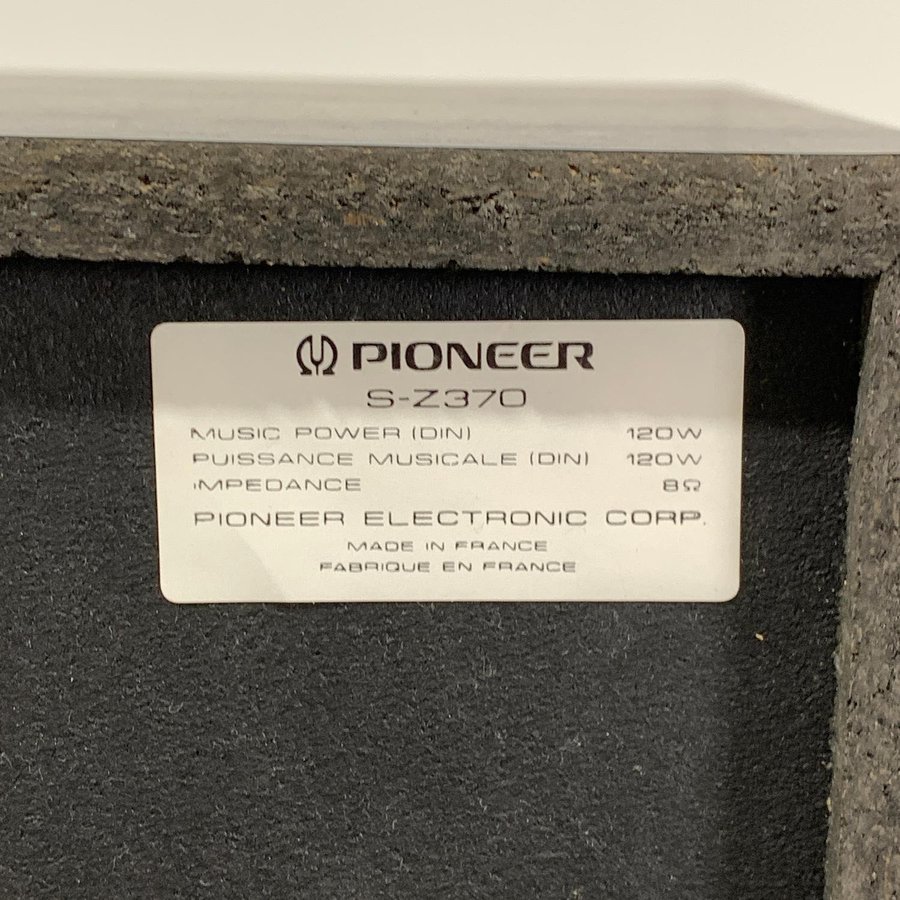 PIONEER
S-Z370
MUSIC POWER (DIN) 120W
PUISSANCE MUSICALE (DIN) 120W
IMPEDANCE 8Ω
PIONEER ELECTRONIC CORP.
MADE IN FRANCE
FABRIQUE EN FRANCE